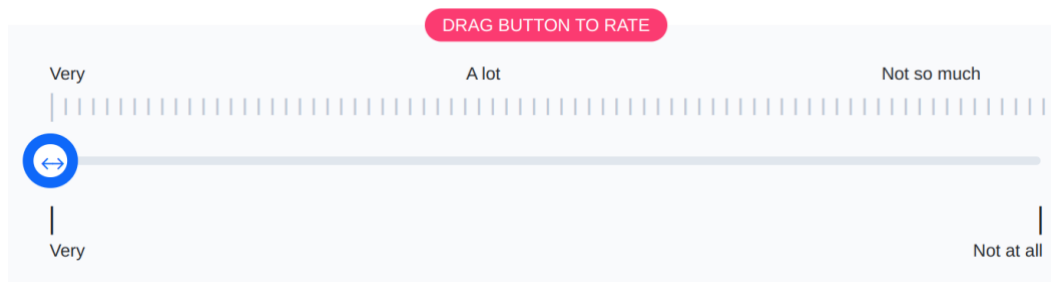 DRAG BUTTON TO RATE
Very A lot Not so much
Very Not at all